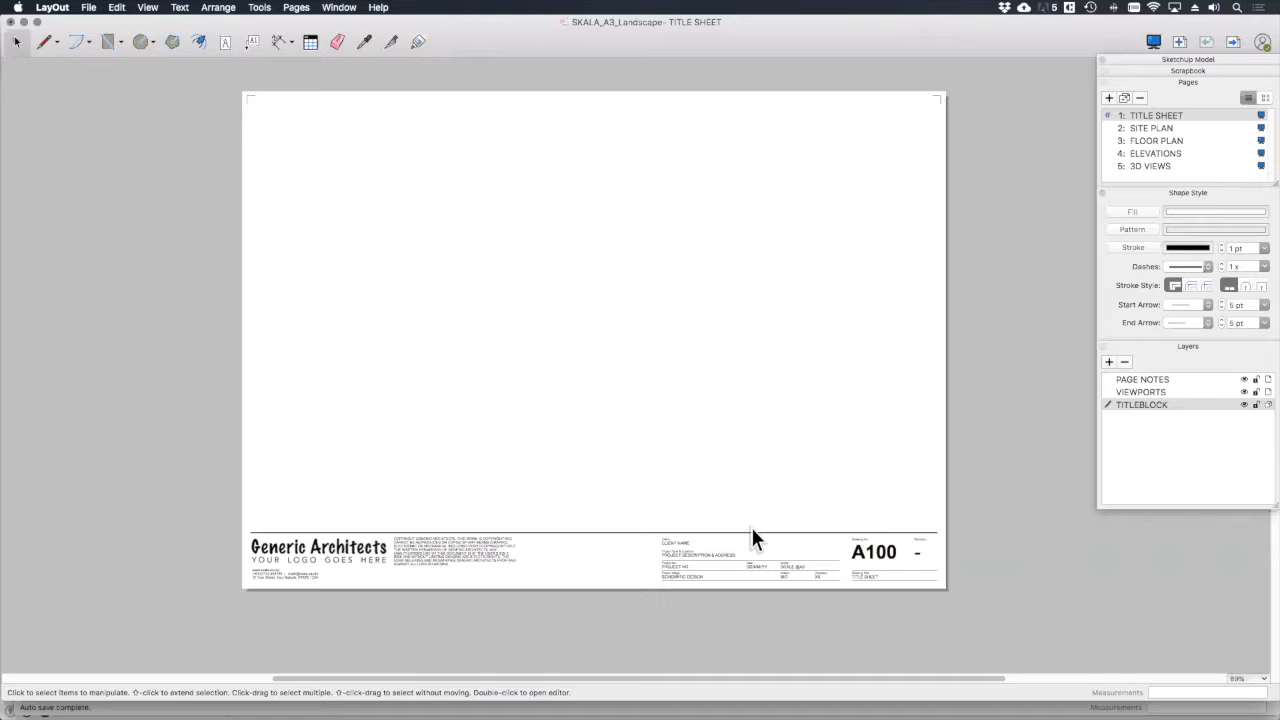 LayOut File Edit View Text Arrange Tools Pages Window Help
5
SKALA_A3_Landscape- TITLE SHEET
SketchUp Model
Scrapbook
Pages
1: TITLE SHEET
2: SITE PLAN
3: FLOOR PLAN
4: ELEVATIONS
5: 3D VIEWS
Shape Style
Fill
Pattern
Stroke 1 pt
Dashes: 1 x
Stroke Style:
Start Arrow: 5 pt
End Arrow: 5 pt
Layers
PAGE NOTES
VIEWPORTS
TITLEBLOCK
Generic Architects
YOUR LOGO GOES HERE
CLIENT NAME
PROJECT DESCRIPTION & ADDRESS
PROJECT NO
SCHEMATIC DESIGN
A100 -
TITLE SHEET
Click to select items to manipulate. ⇧-click to extend selection. Click-drag to select multiple. ⇧-click-drag to select without moving. Double-click to open editor.
Measurements
Auto save complete.
Measurements